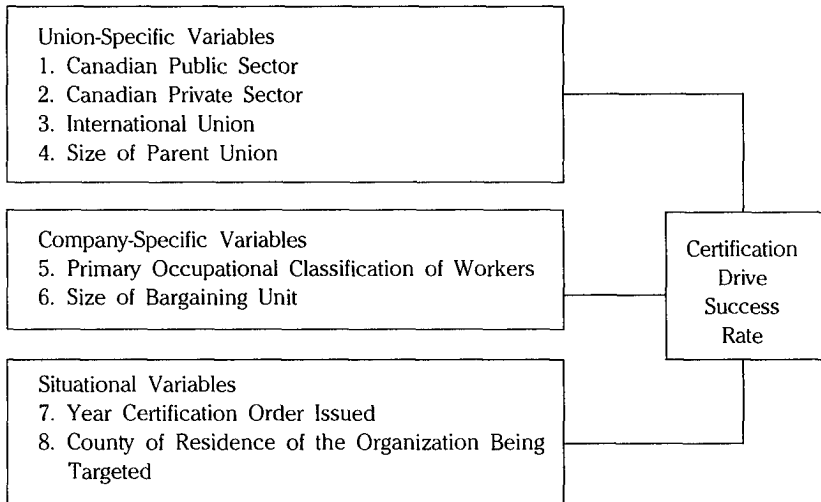 Union-Specific Variables
1. Canadian Public Sector
2. Canadian Private Sector
3. International Union
4. Size of Parent Union
Company-Specific Variables
5. Primary Occupational Classification of Workers
6. Size of Bargaining Unit
Situational Variables
7. Year Certification Order Issued
8. County of Residence of the Organization Being
Targeted
Certification
Drive
Success
Rate